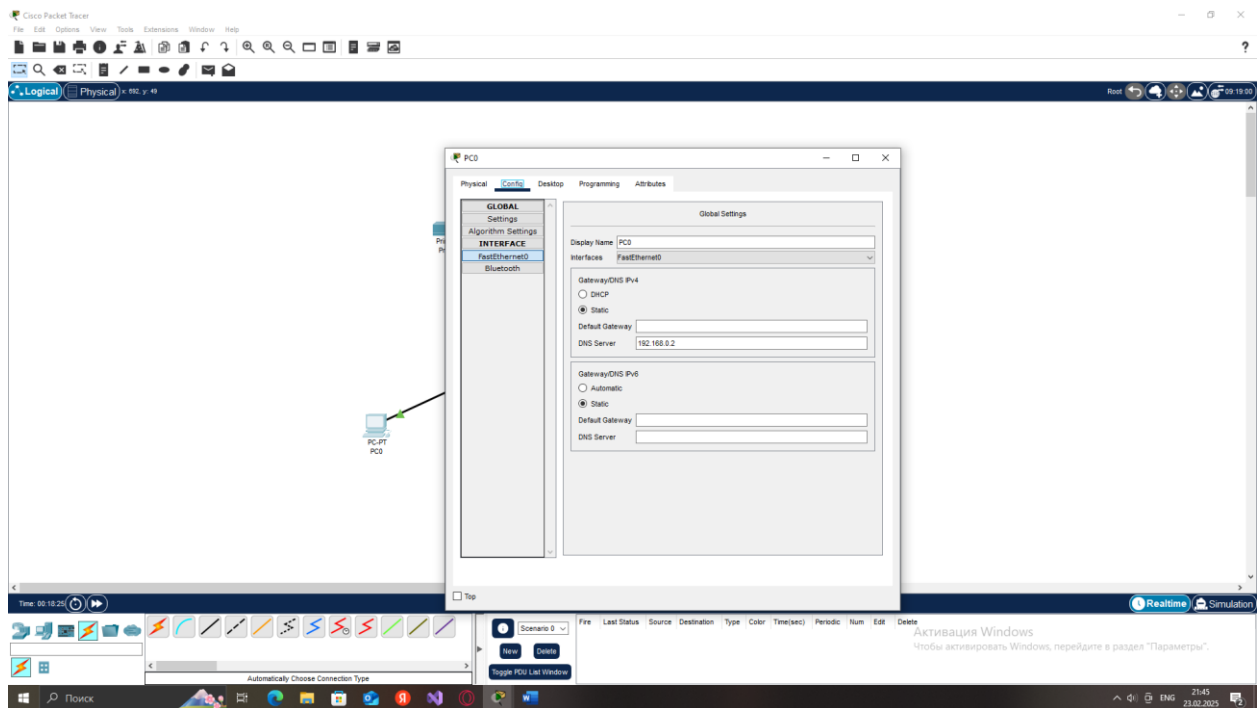 Cisco Packet Tracer
File Edit Options View Tools Extensions Window Help
?
Logical Physical x: 692, y: 49 Root 09:19:00
PC0
Physical Config Desktop Programming Attributes
GLOBAL
Settings
Algorithm Settings
INTERFACE
FastEthernet0
Bluetooth
Global Settings
Display Name PC0
Interfaces FastEthernet0
Gateway/DNS IPv4
DHCP
Static
Default Gateway
DNS Server 192.168.0.2
Gateway/DNS IPv6
Automatic
Static
Default Gateway
DNS Server
Top
Pri
Pr
PC-PT
PC0
Time: 00:18:25 Realtime Simulation
Automatically Choose Connection Type
Scenario 0
New Delete
Toggle PDU List Window
Fire Last Status Source Destination Type Color Time(sec) Periodic Num Edit Delete
Активация Windows
Чтобы активировать Windows, перейдите в раздел "Параметры".
Поиск
ENG 21:45
23.02.2025